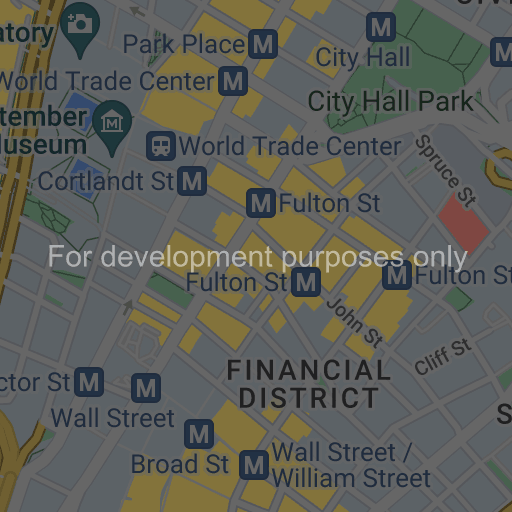 atory
Park Place
City Hall
World Trade Center
City Hall Park
tember
Museum
World Trade Center
Spruce St
Cortlandt St
Fulton St
For development purposes only
Fulton St
Fulton St
John St
Cliff St
ctor St
FINANCIAL
DISTRICT
Wall Street
S
Broad St
Wall Street /
William Street